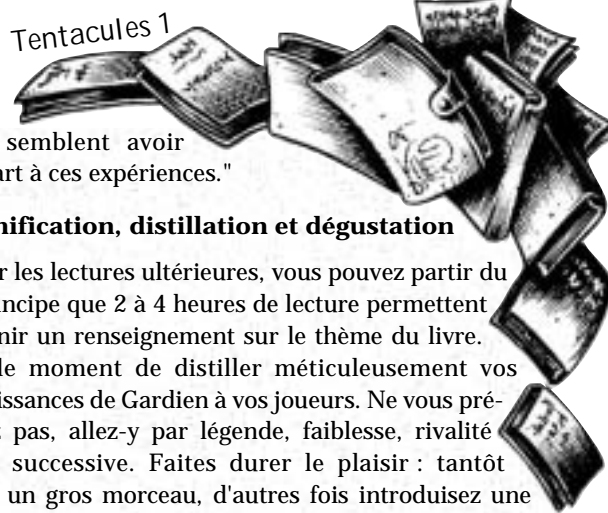 Tentacules 1
semblent avoir
art à ces expériences."
nification, distillation et dégustation
r les lectures ultérieures, vous pouvez partir du
incipe que 2 à 4 heures de lecture permettent
nir un renseignement sur le thème du livre.
le moment de distiller méticuleusement vos
issances de Gardien à vos joueurs. Ne vous pré-
z pas, allez-y par légende, faiblesse, rivalité
successive. Faites durer le plaisir : tantôt
un gros morceau, d'autres fois introduisez une